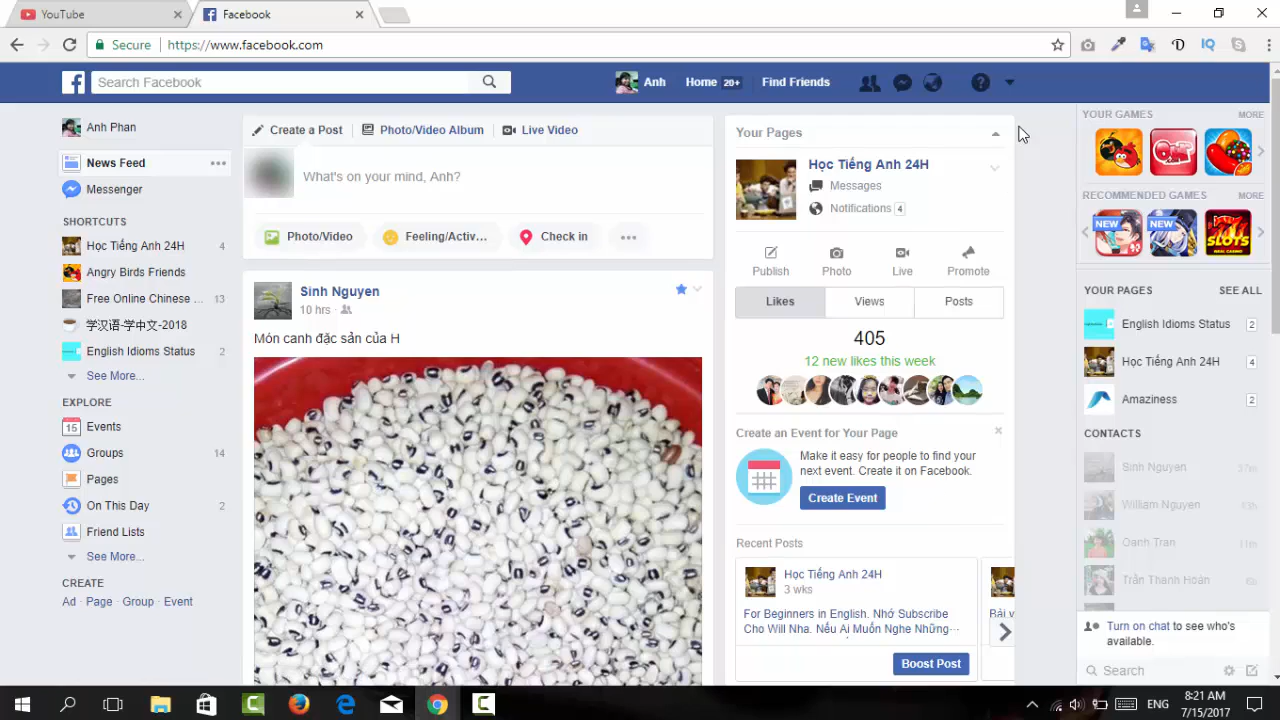 YouTube
Facebook
Secure
https://www.facebook.com
Search Facebook
Anh
Home 20+
Find Friends
Anh Phan
News Feed
Messenger
SHORTCUTS
Học Tiếng Anh 24H 4
Angry Birds Friends
Free Online Chinese ... 13
学汉语-学中文-2018
English Idioms Status 2
See More...
EXPLORE
15 Events
Groups 14
Pages
On This Day 2
Friend Lists
See More...
CREATE
Ad · Page · Group · Event
Create a Post
Photo/Video Album
Live Video
What's on your mind, Anh?
Photo/Video
Feeling/Activ...
Check in
Sinh Nguyen
10 hrs ·
Món canh đặc sản của H
Your Pages
Học Tiếng Anh 24H
Messages
Notifications 4
Publish
Photo
Live
Promote
Likes
Views
Posts
405
12 new likes this week
Create an Event for Your Page
Make it easy for people to find your
next event. Create it on Facebook.
Create Event
Recent Posts
Học Tiếng Anh 24H
3 wks
For Beginners in English. Nhớ Subscribe
Cho Will Nha. Nếu Ai Muốn Nghe Những...
Boost Post
Bài v
YOUR GAMES
MORE
RECOMMENDED GAMES
MORE
NEW
NEW
SLOTS
YOUR PAGES
SEE ALL
English Idioms Status 2
Học Tiếng Anh 24H 4
Amaziness 2
CONTACTS
Sinh Nguyen
William Nguyen
Oanh Tran
Trần Thanh Hoàn
Turn on chat to see who's
available.
Search
ENG
8:21 AM
7/15/2017